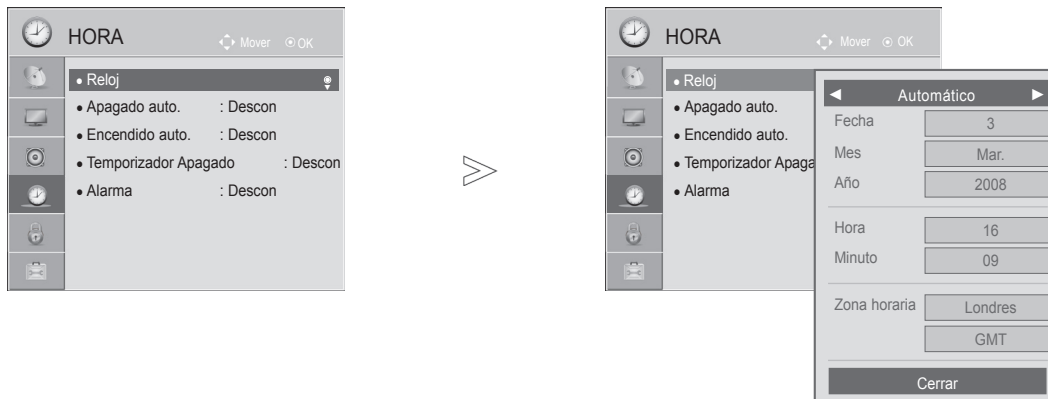 HORA
Mover OK
Reloj
Apagado auto. : Descon
Encendido auto. : Descon
Temporizador Apagado : Descon
Alarma : Descon
HORA
Mover OK
Reloj
Apagado auto.
Encendido auto.
Temporizador Apaga
Alarma
Automático
Fecha 3
Mes Mar.
Año 2008
Hora 16
Minuto 09
Zona horaria Londres
GMT
Cerrar